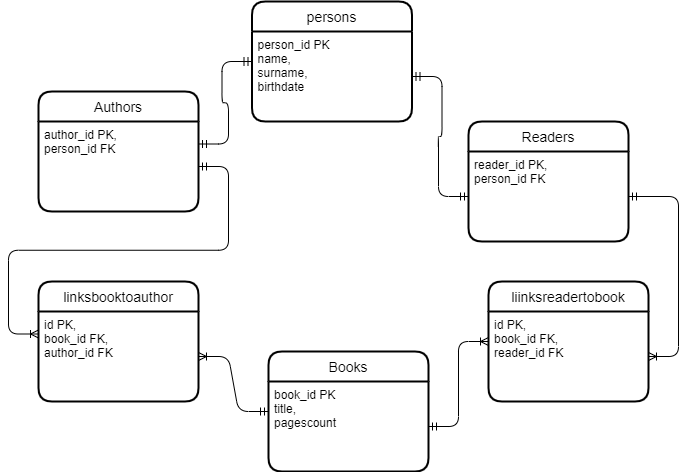 persons
person_id PK
name,
surname,
birthdate
Authors
author_id PK,
person_id FK
Readers
reader_id PK,
person_id FK
linksbooktoauthor
id PK,
book_id FK,
author_id FK
liinksreadertobook
id PK,
book_id FK,
reader_id FK
Books
book_id PK
title,
pagescount